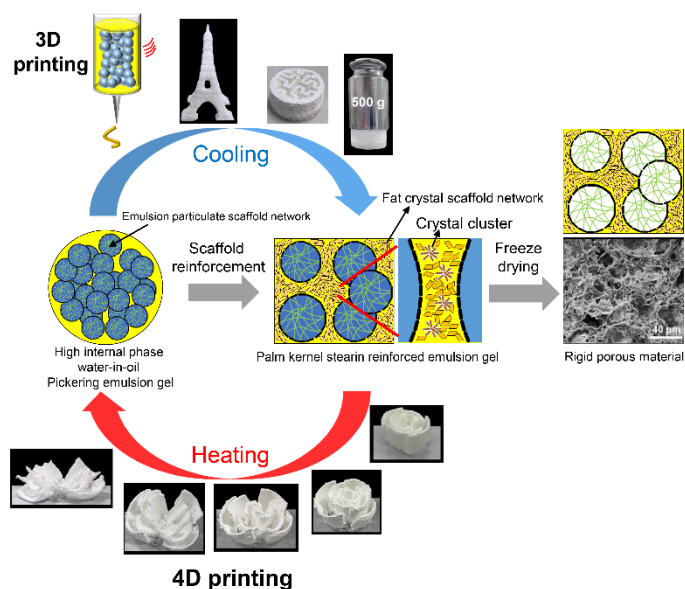 3D
printing
500 g
Cooling
Emulsion particulate scaffold network
Fat crystal scaffold network
Crystal cluster
Scaffold
reinforcement
Freeze
drying
40 μm
High internal phase
water-in-oil
Pickering emulsion gel
Palm kernel stearin reinforced emulsion gel
Rigid porous material
Heating
4D printing